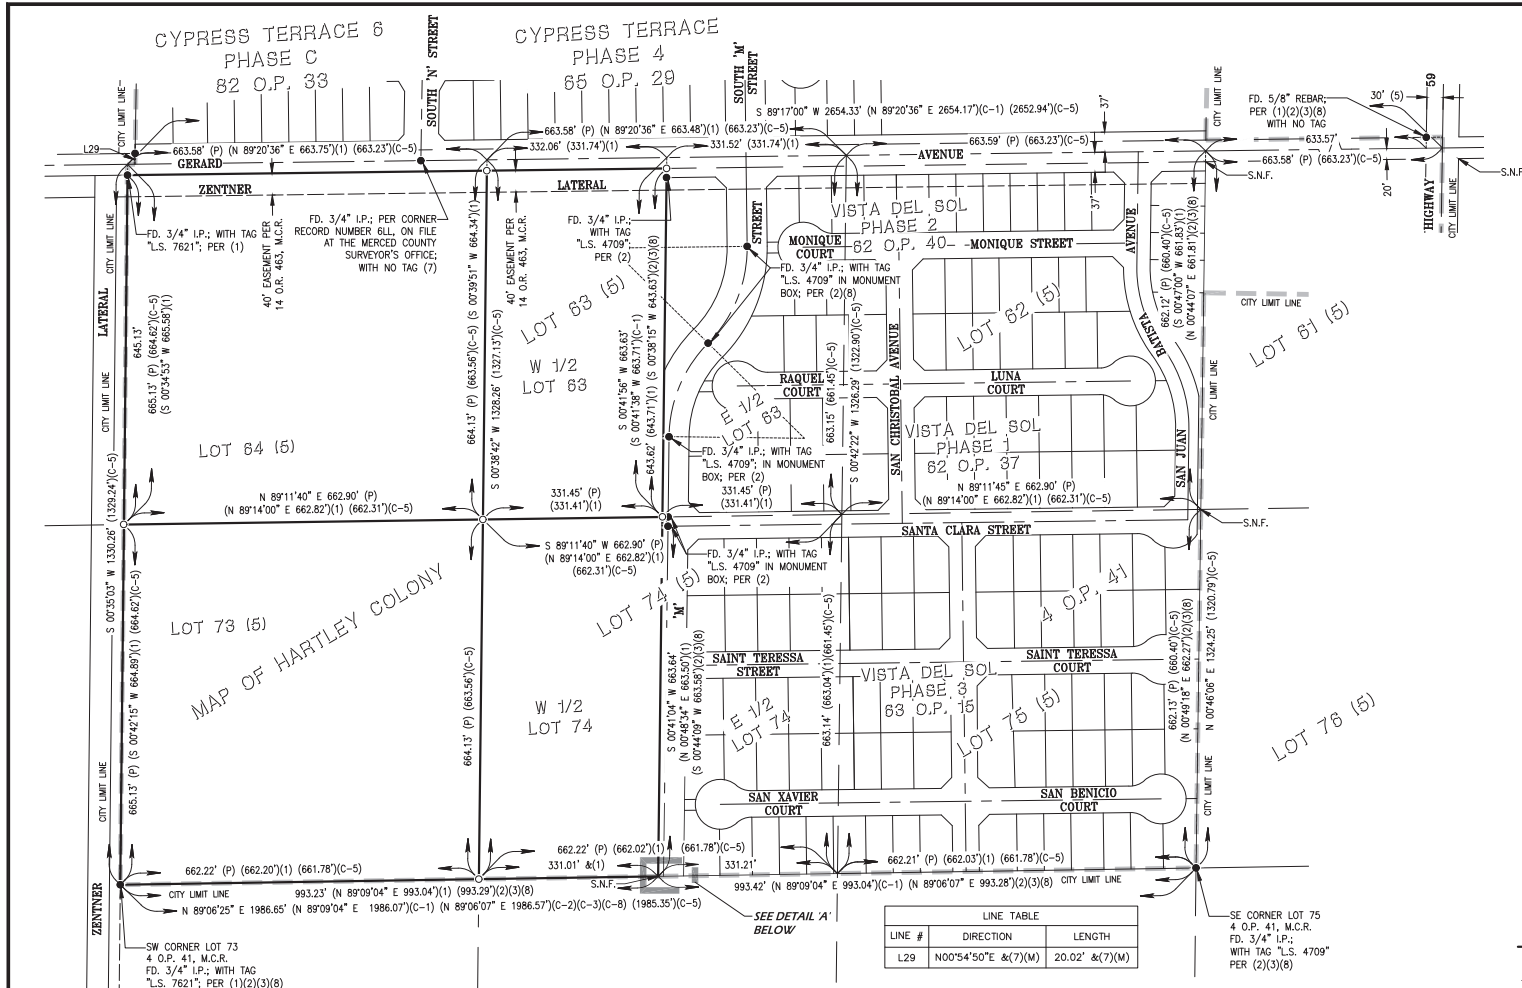 CYPRESS TERRACE 6
PHASE C
82 O.P. 33
SOUTH 'N' STREET
CYPRESS TERRACE
PHASE 4
65 O.P. 29
SOUTH 'M'
STREET
CITY LIMIT LINE
CITY LIMIT LINE
CITY LIMIT LINE
59
S 89°17'00" W 2654.33' (N 89°20'36" E 2654.17')(C-1) (2652.94')(C-5)
37'
FD. 5/8" REBAR;
PER (1)(2)(3)(8)
WITH NO TAG
30' (5)
663.58' (P) (N 89°20'36" E 663.48')(1) (663.23')(C-5)
663.59' (P) (663.23')(C-5)
633.57'
L29
663.58' (P) (N 89°20'36" E 663.75')(1) (663.23')(C-5)
332.06' (331.74')(1)
331.52' (331.74')(1)
GERARD
AVENUE
663.58' (P) (663.23')(C-5)
S.N.F.
S.N.F.
20'
HIGHWAY
CITY LIMIT LINE
ZENTNER
LATERAL
37'
FD. 3/4" I.P.; WITH TAG
"L.S. 7621"; PER (1)
40' EASEMENT PER
14 O.R. 463, M.C.R.
FD. 3/4" I.P.; PER CORNER
RECORD NUMBER 6LL, ON FILE
AT THE MERCED COUNTY
SURVEYOR'S OFFICE;
WITH NO TAG (7)
40' EASEMENT PER
14 O.R. 463, M.C.R.
FD. 3/4" I.P.;
WITH TAG
"L.S. 4709";
PER (2)
STREET
VISTA DEL SOL
PHASE 2
62 O.P. 40
MONIQUE
COURT
MONIQUE STREET
AVENUE
FD. 3/4" I.P.; WITH TAG
"L.S. 4709" IN MONUMENT
BOX; PER (2)(8)
662.12' (P) (660.40')(C-5)
(S 00°47'00" W 661.83')(1)
(N 00°44'07" E 661.81')(2)(3)(8)
CITY LIMIT LINE
CITY LIMIT LINE
LATERAL
645.13'
665.13' (P) (664.62')(C-5)
(S 00°34'53" W 665.58')(1)
664.13' (P) (663.56')(C-5) (S 00°39'51" W 664.34')(1)
S 00°38'42" W 1328.26' (1327.13')(C-5)
LOT 63 (5)
W 1/2
LOT 63
S 00°41'56" W 663.63'
(S 00°41'38" W 663.71')(C-1)
643.62' (643.71')(1) (S 00°38'15" W 643.63')(2)(3)(8)
E 1/2
LOT 63
RAQUEL
COURT
663.15' (661.45')(C-5)
S 00°42'22" W 1326.29' (1322.90')(C-5)
SAN CHRISTOBAL AVENUE
LOT 62 (5)
LUNA
COURT
BATISTA
LOT 61 (5)
CITY LIMIT LINE
CITY LIMIT LINE
LOT 64 (5)
VISTA DEL SOL
PHASE 1
62 O.P. 37
SAN JUAN
FD. 3/4" I.P.; WITH TAG
"L.S. 4709"; IN MONUMENT
BOX; PER (2)
N 89°11'40" E 662.90' (P)
(N 89°14'00" E 662.82')(1) (662.31')(C-5)
331.45' (P)
(331.41')(1)
331.45' (P)
(331.41')(1)
N 89°11'45" E 662.90' (P)
(N 89°14'00" E 662.82')(1) (662.31')(C-5)
S.N.F.
SANTA CLARA STREET
S 89°11'40" W 662.90' (P)
(N 89°14'00" E 662.82')(1)
(662.31')(C-5)
FD. 3/4" I.P.; WITH TAG
"L.S. 4709" IN MONUMENT
BOX; PER (2)
S 00°35'03" W 1330.26' (1329.24')(C-5)
665.13' (P) (S 00°42'15" W 664.89')(1) (664.62')(C-5)
LOT 73 (5)
MAP OF HARTLEY COLONY
664.13' (P) (663.56')(C-5)
LOT 74 (5)
W 1/2
LOT 74
'M'
S 00°41'04" W 663.64'
(N 00°48'34" E 663.50')(1)
(S 00°44'09" W 663.58')(2)(3)(8)
SAINT TERESSA
STREET
E 1/2
LOT 74
663.14' (663.04')(1)(661.45')(C-5)
VISTA DEL SOL
PHASE 3
63 O.P. 15
4 O.P. 41
SAINT TERESSA
COURT
LOT 75 (5)
662.13' (P) (660.40')(C-5)
(N 00°49'18" E 662.27')(2)(3)(8)
N 00°46'06" E 1324.25' (1320.79')(C-5)
LOT 76 (5)
CITY LIMIT LINE
CITY LIMIT LINE
SAN XAVIER
COURT
SAN BENICIO
COURT
662.22' (P) (662.20')(1) (661.78')(C-5)
662.22' (P) (662.02')(1)
(661.78')(C-5)
331.01' &(1)
331.21'
662.21' (P) (662.03')(1) (661.78')(C-5)
S.N.F.
CITY LIMIT LINE
993.23' (N 89°09'04" E 993.04')(1) (993.29')(2)(3)(8)
993.42' (N 89°09'04" E 993.04')(C-1) (N 89°06'07" E 993.28')(2)(3)(8)
CITY LIMIT LINE
N 89°06'25" E 1986.65' (N 89°09'04" E 1986.07')(C-1) (N 89°06'07" E 1986.57')(C-2)(C-3)(C-8) (1985.35')(C-5)
ZENTNER
SEE DETAIL 'A'
BELOW
LINE TABLE
LINE # DIRECTION LENGTH
L29 N00°54'50"E &(7)(M) 20.02' &(7)(M)
SE CORNER LOT 75
4 O.P. 41, M.C.R.
FD. 3/4" I.P.;
WITH TAG "L.S. 4709"
PER (2)(3)(8)
SW CORNER LOT 73
4 O.P. 41, M.C.R.
FD. 3/4" I.P.; WITH TAG
"L.S. 7621"; PER (1)(2)(3)(8)